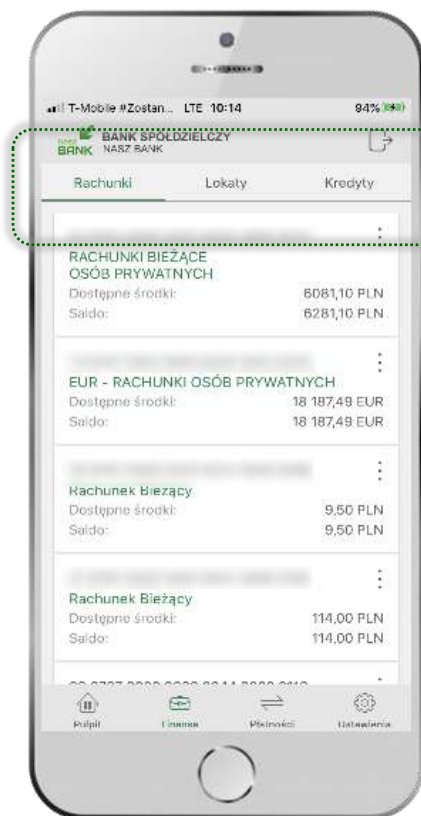 T-Mobile #Zostan... LTE 10:14 94%
nasz BANK
BANK SPÓŁDZIELCZY
NASZ BANK
Rachunki Lokaty Kredyty
RACHUNKI BIEŻĄCE
OSÓB PRYWATNYCH
Dostępne środki: 6081,10 PLN
Saldo: 6281,10 PLN
EUR - RACHUNKI OSÓB PRYWATNYCH
Dostępne środki: 18 187,49 EUR
Saldo: 18 187,49 EUR
Rachunek Bieżący
Dostępne środki: 9,50 PLN
Saldo: 9,50 PLN
Rachunek Bieżący
Dostępne środki: 114,00 PLN
Saldo: 114,00 PLN
Pulpit Finanse Płatności Ustawienia